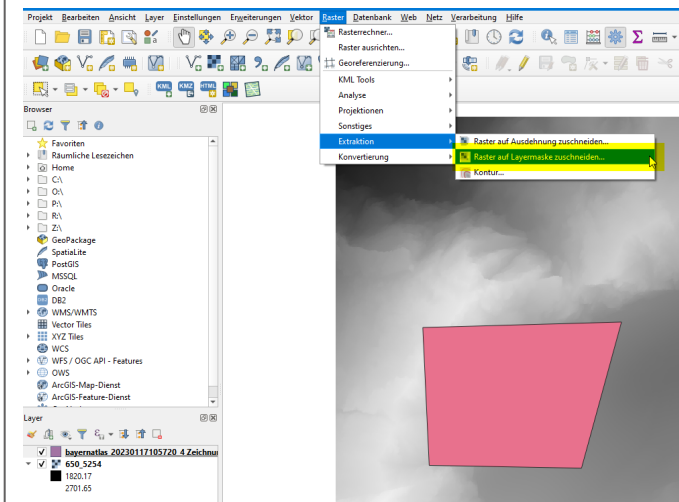 Projekt Bearbeiten Ansicht Layer Einstellungen Erweiterungen Vektor Raster Datenbank Web Netz Verarbeitung Hilfe
Rasterrechner...
Raster ausrichten...
Georeferenzierung...
KML Tools
Analyse
Projektionen
Sonstiges
Extraktion
Konvertierung
Raster auf Ausdehnung zuschneiden...
Raster auf Layermaske zuschneiden...
Kontur...
KML KMZ HTML
Browser
Favoriten
Räumliche Lesezeichen
Home
C:\
O:\
P:\
R:\
Z:\
GeoPackage
SpatiaLite
PostGIS
MSSQL
Oracle
DB2
WMS/WMTS
Vector Tiles
XYZ Tiles
WCS
WFS / OGC API - Features
OWS
ArcGIS-Map-Dienst
ArcGIS-Feature-Dienst
Layer
bayernatlas_20230117105720_4 Zeichnu
650_5254
1820.17
2701.65